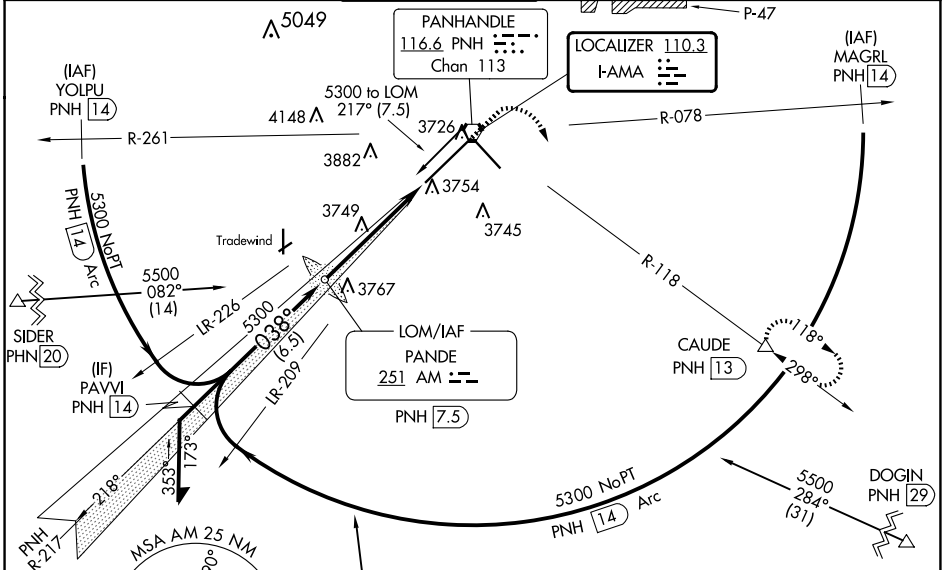 5049
P-47
PANHANDLE
116.6 PNH
Chan 113
LOCALIZER 110.3
I-AMA
(IAF)
YOLPU
PNH 14
(IAF)
MAGRL
PNH 14
5300 to LOM
217° (7.5)
4148
3726
R-261
R-078
3882
3754
5300 NoPT
PNH 14 Arc
3749
3745
Tradewind
R-118
5500
082°
(14)
SIDER
PHN 20
LR-226
5300
038°
(6.5)
3767
LR-209
LOM/IAF
PANDE
251 AM
PNH 7.5
CAUDE
PNH 13
118°
298°
(IF)
PAVVI
PNH 14
353°
173°
218°
PNH
R-217
5300 NoPT
PNH 14 Arc
5500
284°
(31)
DOGIN
PNH 29
MSA AM 25 NM
90°